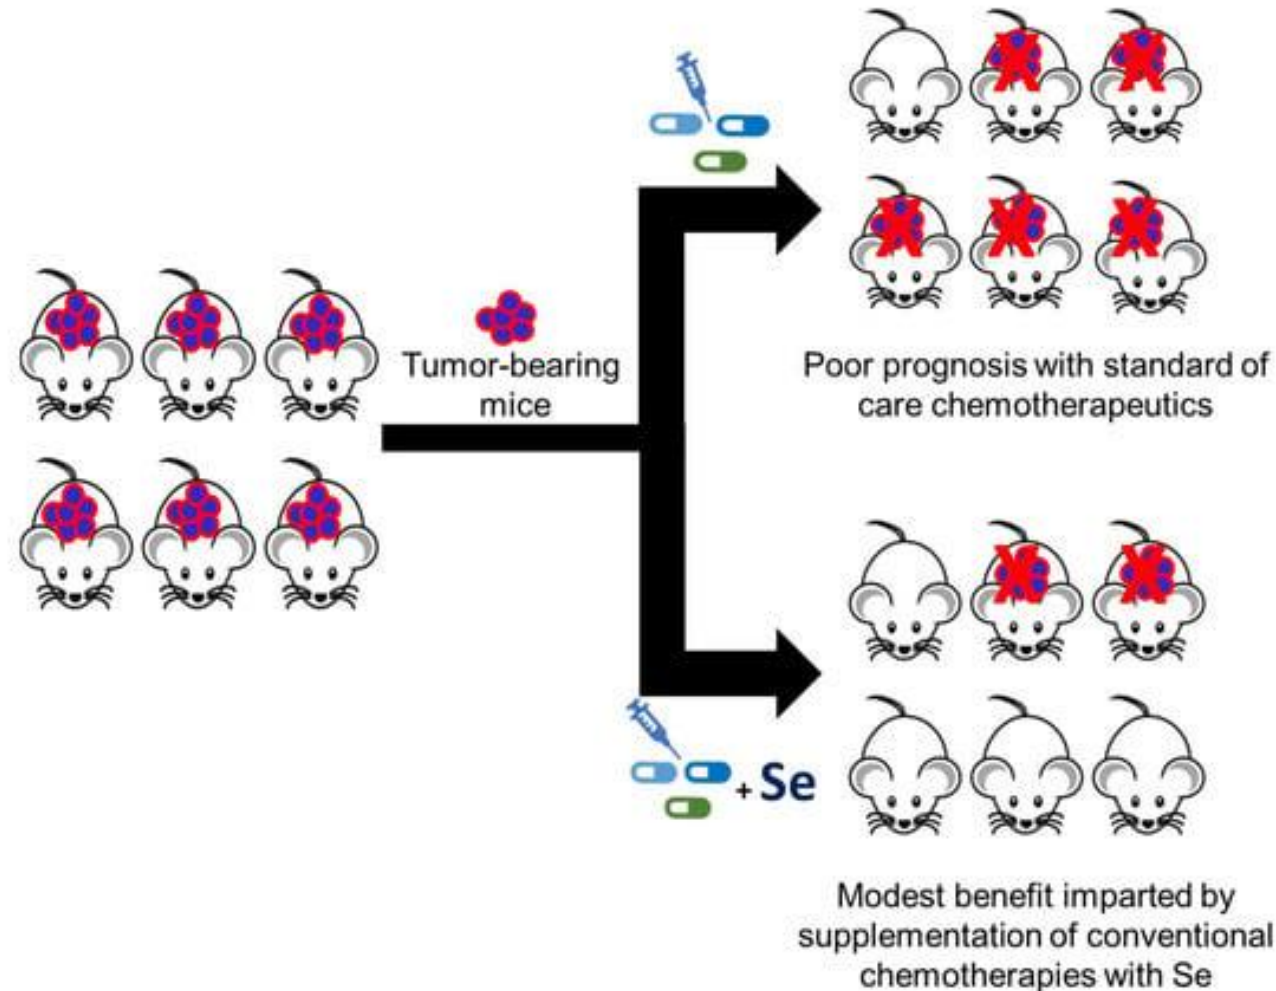 Tumor-bearing
mice
Poor prognosis with standard of
care chemotherapeutics
+ Se
Modest benefit imparted by
supplementation of conventional
chemotherapies with Se